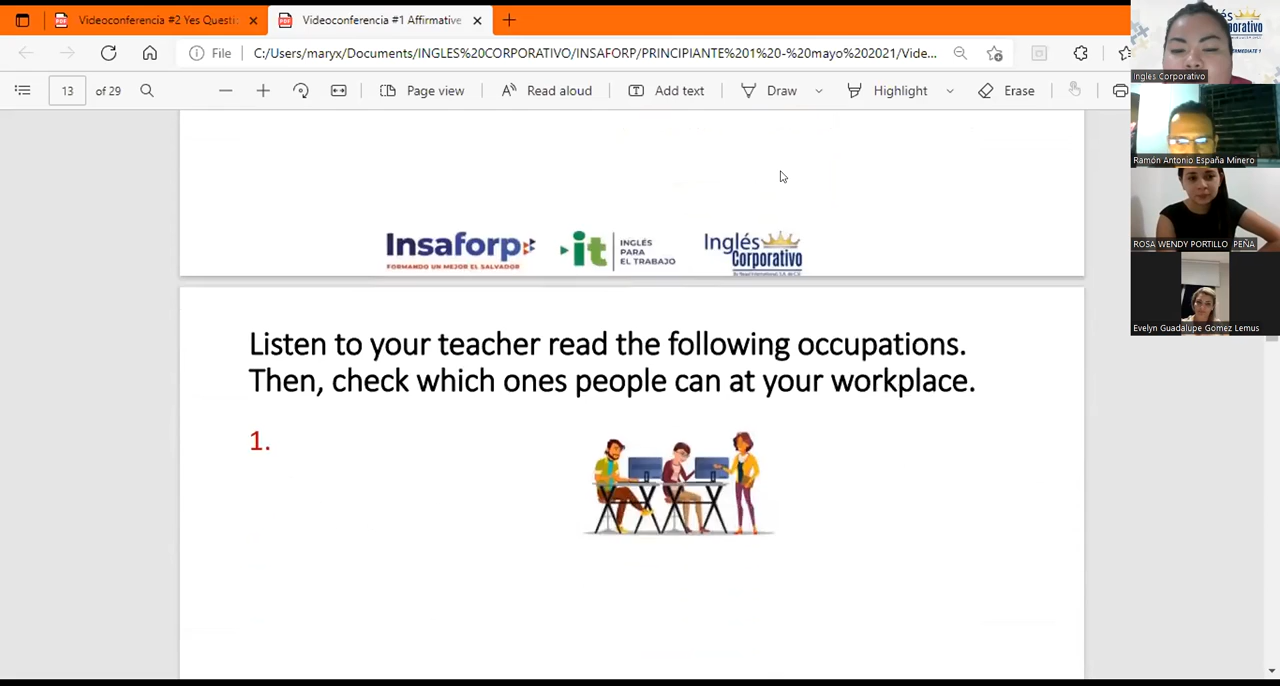 Videoconferencia #2 Yes Questi
Videoconferencia #1 Affirmative
File
C:/Users/maryx/Documents/INGLES%20CORPORATIVO/INSAFORP/PRINCIPIANTE%201%20-%20mayo%202021/Vide...
13 of 29
Page view
Read aloud
Add text
Draw
Highlight
Erase
Ingles Corporativo
Ramón Antonio España Minero
ROSA WENDY PORTILLO PEÑA
Evelyn Guadalupe Gomez Lemus
Insaforp
FORMANDO UN MEJOR EL SALVADOR
it
INGLÉS
PARA
EL TRABAJO
Inglés
Corporativo
Listen to your teacher read the following occupations.
Then, check which ones people can at your workplace.
1.